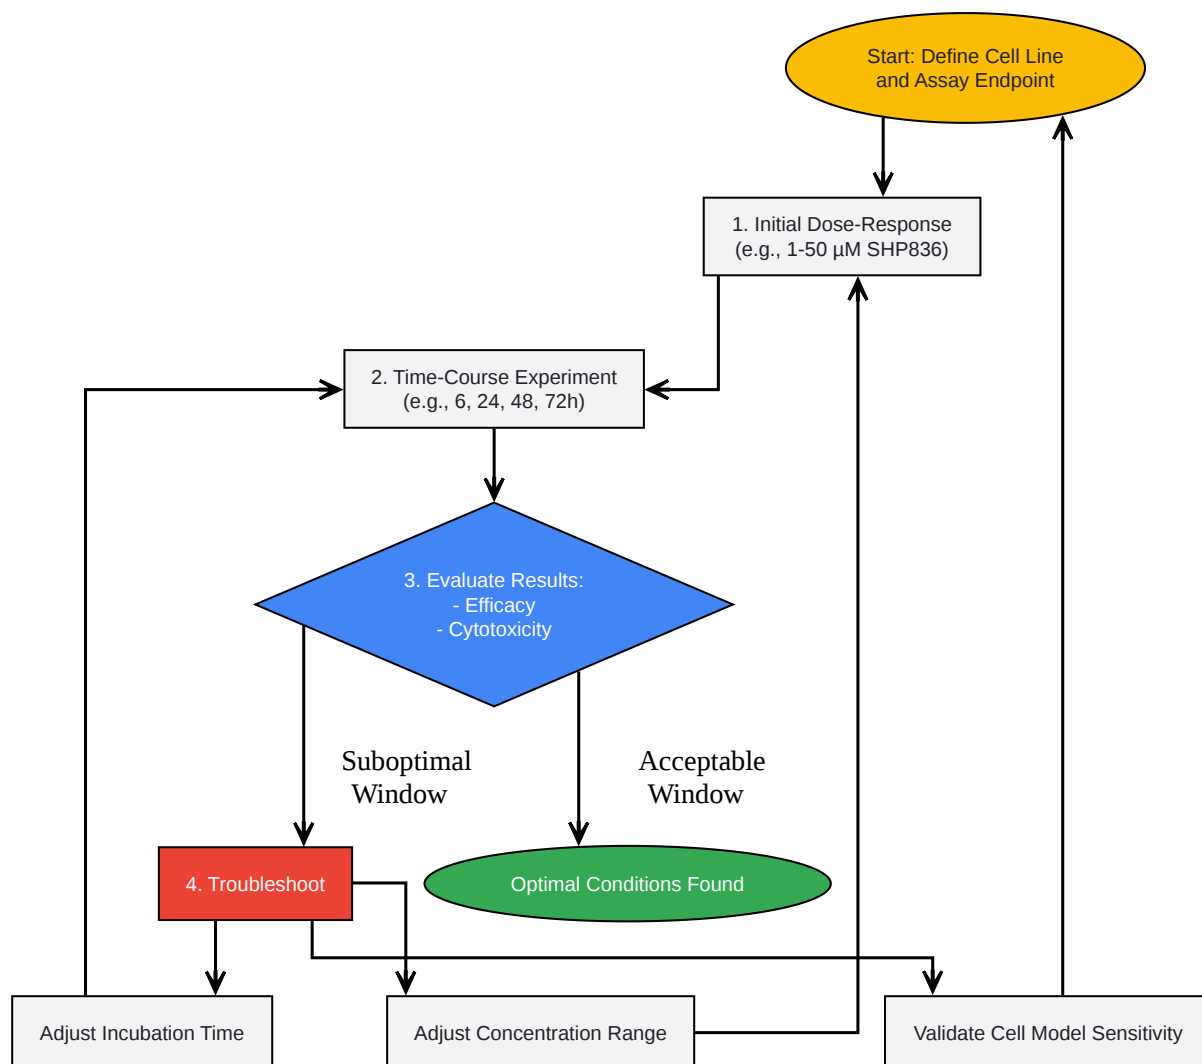 Start: Define Cell Line
and Assay Endpoint
1. Initial Dose-Response
(e.g., 1-50 µM SHP836)
2. Time-Course Experiment
(e.g., 6, 24, 48, 72h)
3. Evaluate Results:
- Efficacy
- Cytotoxicity
Suboptimal
Window
Acceptable
Window
4. Troubleshoot
Optimal Conditions Found
Adjust Incubation Time
Adjust Concentration Range
Validate Cell Model Sensitivity